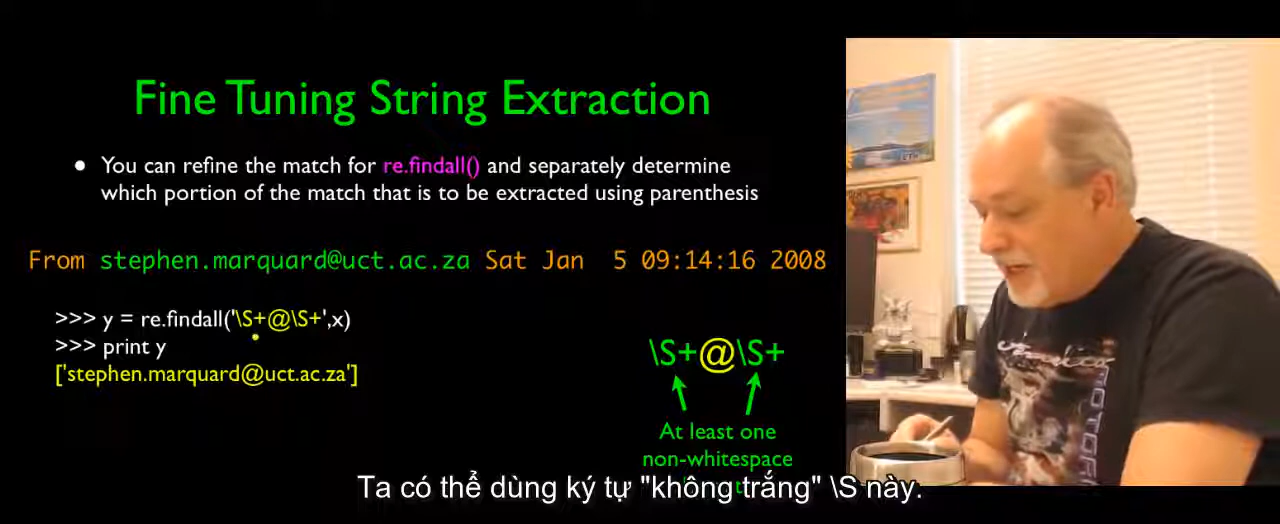 Fine Tuning String Extraction
● You can refine the match for re.findall() and separately determine
which portion of the match that is to be extracted using parenthesis
From stephen.marquard@uct.ac.za Sat Jan  5 09:14:16 2008
>>> y = re.findall('\S+@\S+',x)
>>> print y
['stephen.marquard@uct.ac.za']
\S+@\S+
At least one
non-whitespace
Ta có thể dùng ký tự "không trắng" \S này.